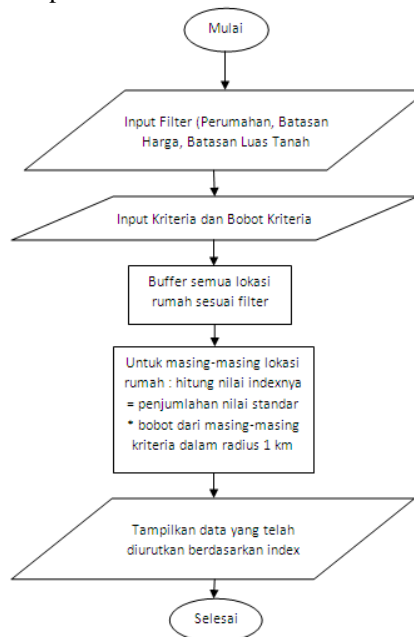 Mulai
Input Filter (Perumahan, Batasan
Harga, Batasan Luas Tanah
Input Kriteria dan Bobot Kriteria
Buffer semua lokasi
rumah sesuai filter
Untuk masing-masing lokasi
rumah : hitung nilai indexnya
= penjumlahan nilai standar
* bobot dari masing-masing
kriteria dalam radius 1 km
Tampilkan data yang telah
diurutkan berdasarkan index
Selesai